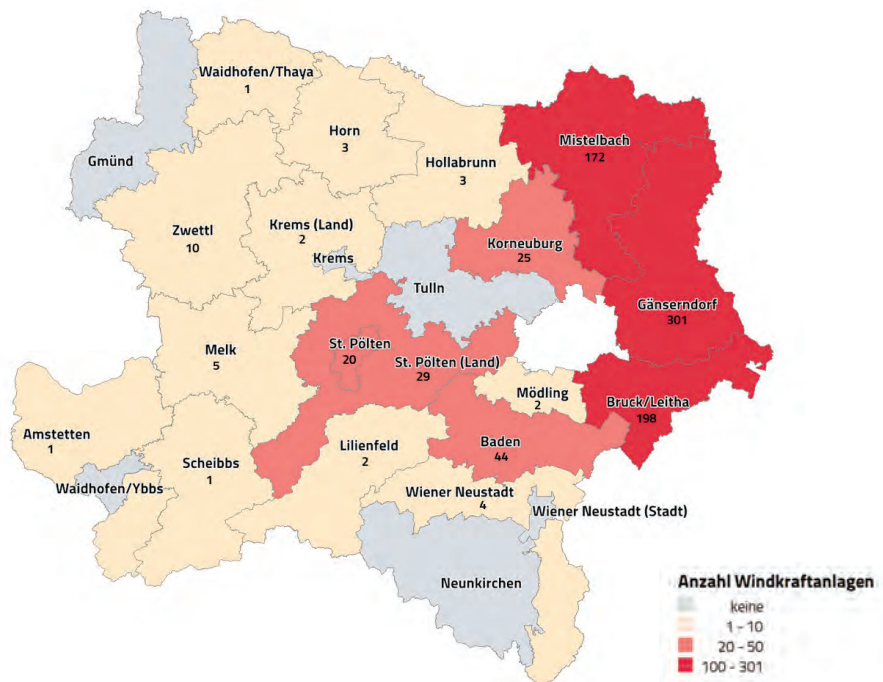 Waidhofen/Thaya
1
Horn
3
Gmünd
Hollabrunn
3
Mistelbach
172
Zwettl
10
Krems (Land)
2
Krems
Korneuburg
25
Tulln
Gänserndorf
301
Melk
5
St. Pölten
20
St. Pölten (Land)
29
Mödling
2
Bruck/Leitha
198
Amstetten
1
Scheibbs
1
Lilienfeld
2
Baden
44
Waidhofen/Ybbs
Wiener Neustadt
4
Wiener Neustadt (Stadt)
Neunkirchen
Anzahl Windkraftanlagen
keine
1 - 10
20 - 50
100 - 301